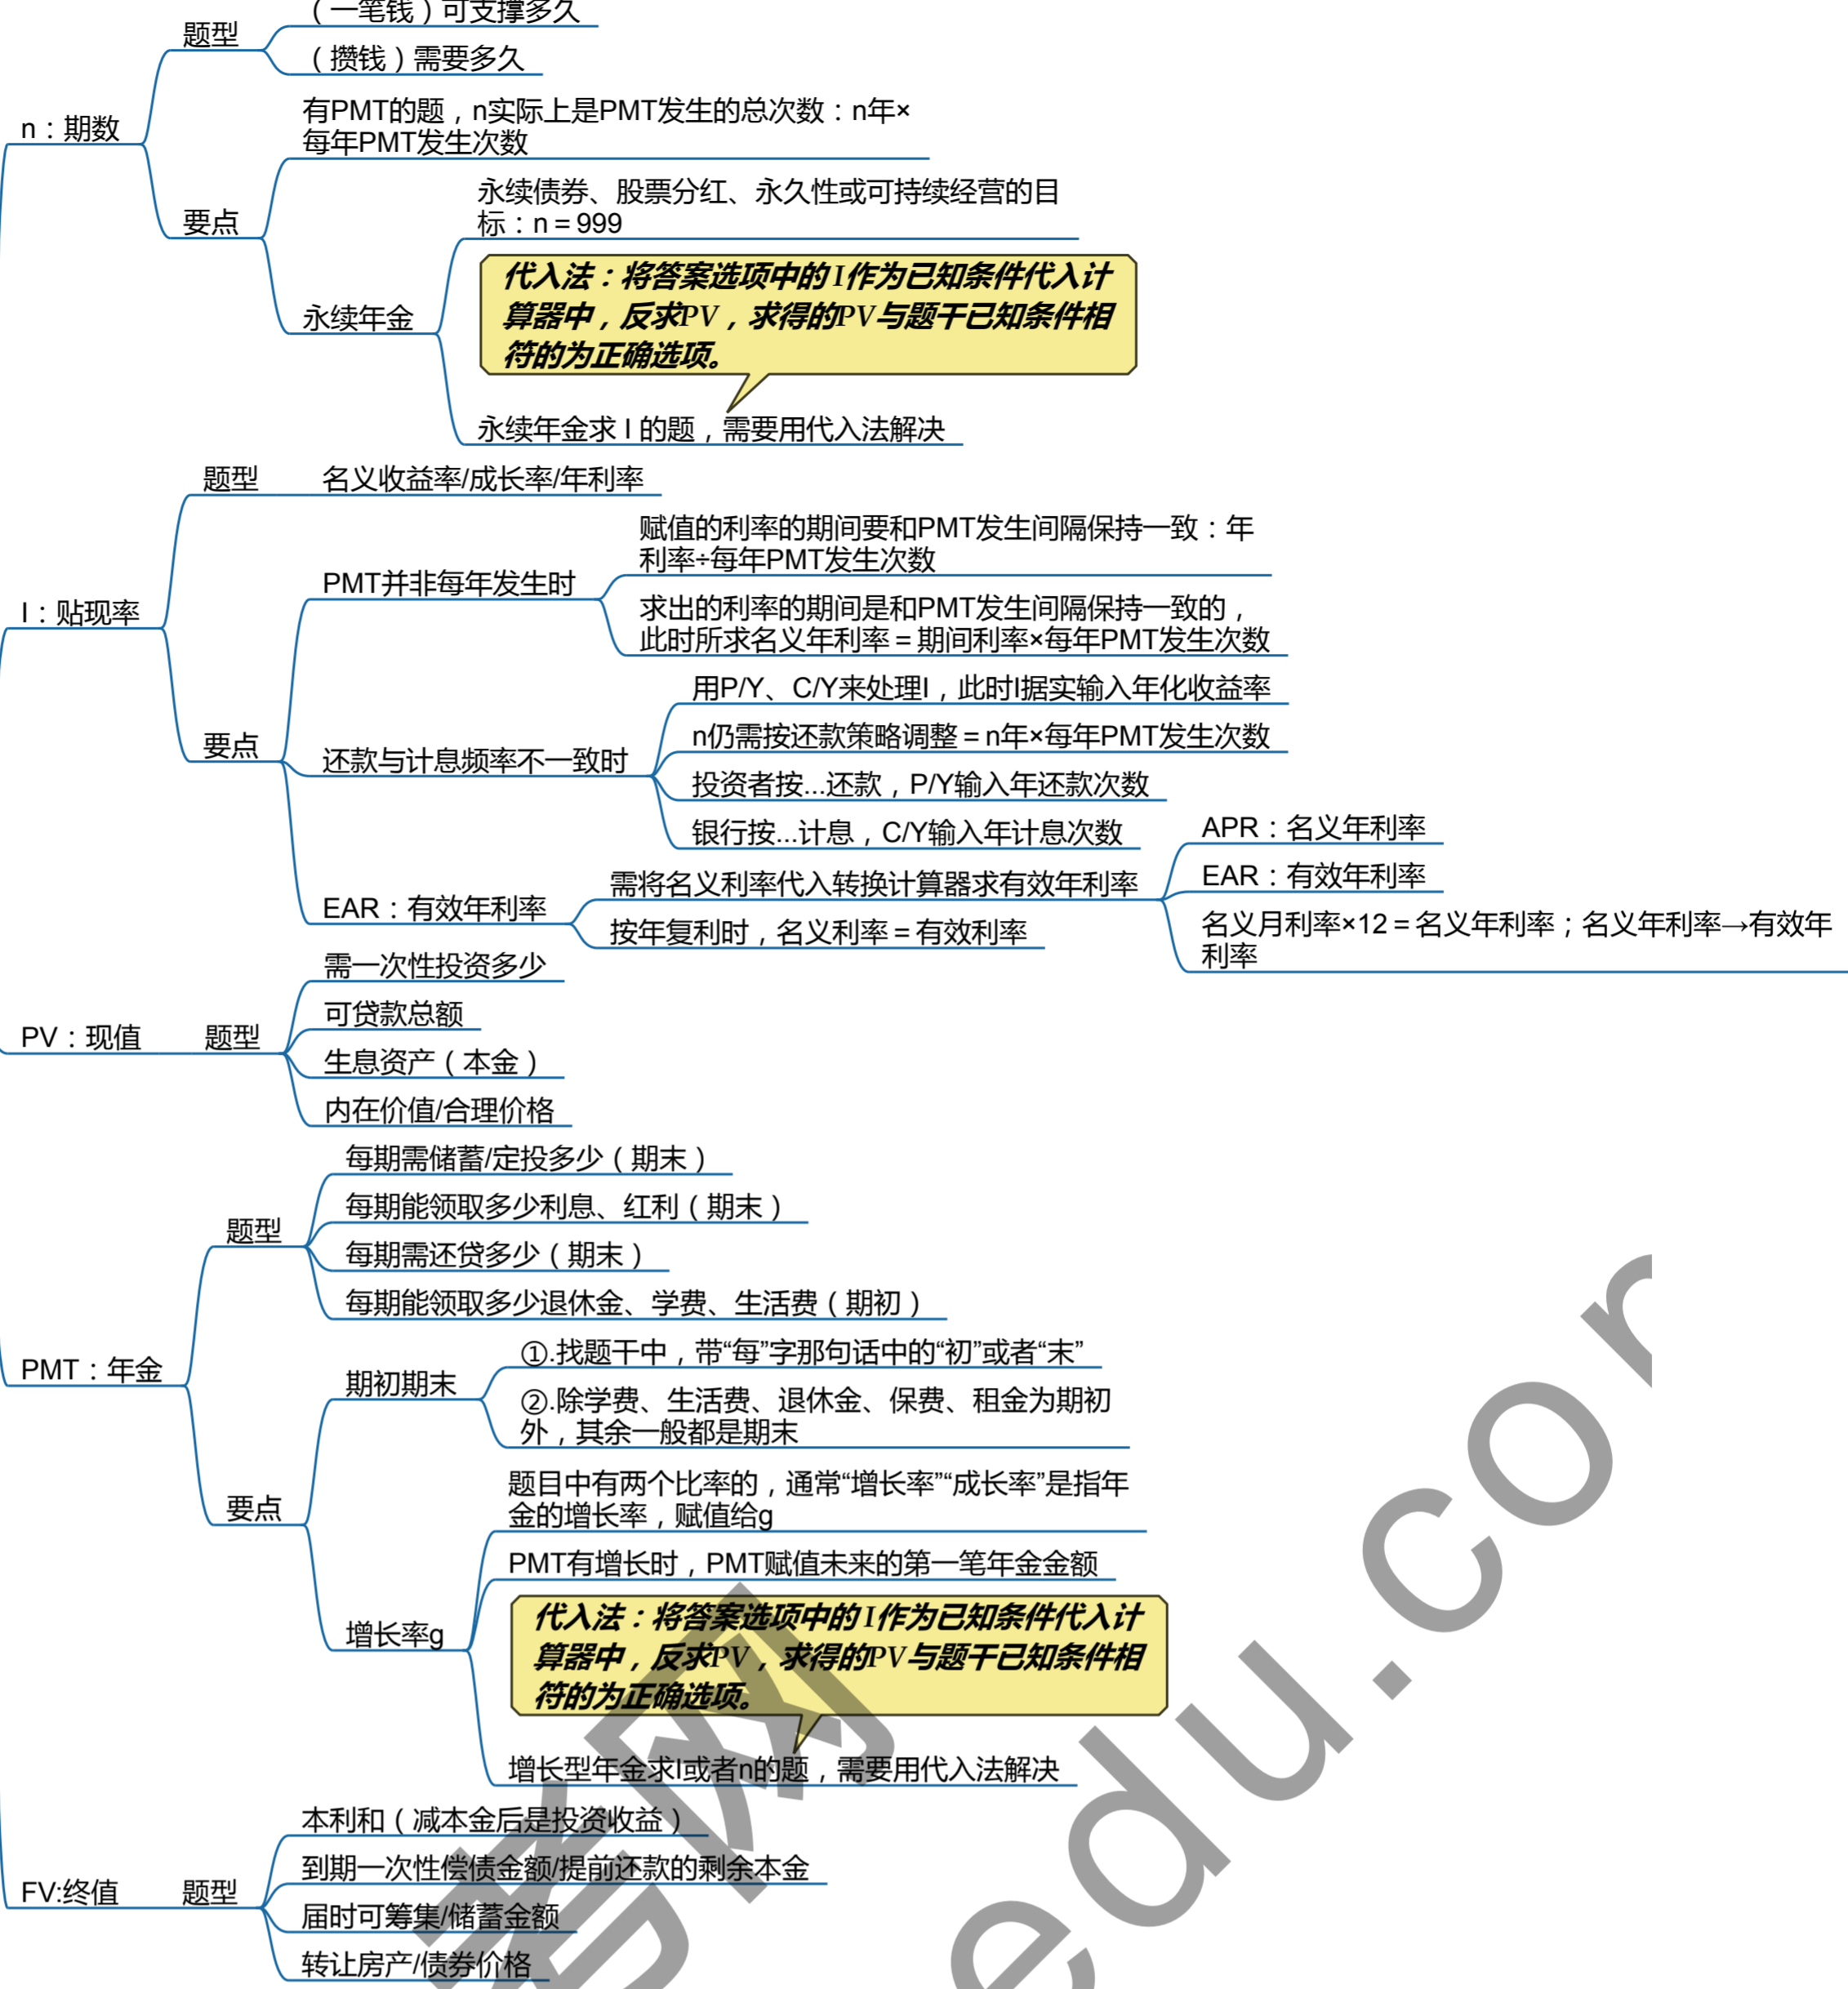 （一笔钱）可支撑多久
题型
（攒钱）需要多久
有PMT的题，n实际上是PMT发生的总次数：n年×
每年PMT发生次数
n：期数
永续债券、股票分红、永久性或可持续经营的目
标：n＝999
要点
代入法：将答案选项中的 I作为已知条件代入计
算器中，反求PV，求得的PV与题干已知条件相
符的为正确选项。
永续年金
永续年金求 I 的题，需要用代入法解决
题型
名义收益率/成长率/年利率
赋值的利率的期间要和PMT发生间隔保持一致：年
利率÷每年PMT发生次数
PMT并非每年发生时
求出的利率的期间是和PMT发生间隔保持一致的，
此时所求名义年利率＝期间利率×每年PMT发生次数
I：贴现率
用P/Y、C/Y来处理I，此时I据实输入年化收益率
n仍需按还款策略调整＝n年×每年PMT发生次数
要点
还款与计息频率不一致时
投资者按...还款，P/Y输入年还款次数
银行按...计息，C/Y输入年计息次数
APR：名义年利率
EAR：有效年利率
需将名义利率代入转换计算器求有效年利率
EAR：有效年利率
按年复利时，名义利率＝有效利率
名义月利率×12＝名义年利率；名义年利率→有效年
利率
需一次性投资多少
可贷款总额
PV：现值
题型
生息资产（本金）
内在价值/合理价格
每期需储蓄/定投多少（期末）
每期能领取多少利息、红利（期末）
题型
每期需还贷多少（期末）
每期能领取多少退休金、学费、生活费（期初）
①.找题干中，带“每”字那句话中的“初”或者“末”
PMT：年金
期初期末
②.除学费、生活费、退休金、保费、租金为期初
外，其余一般都是期末
题目中有两个比率的，通常“增长率”“成长率”是指年
金的增长率，赋值给g
要点
PMT有增长时，PMT赋值未来的第一笔年金金额
代入法：将答案选项中的 I作为已知条件代入计
算器中，反求PV，求得的PV与题干已知条件相
符的为正确选项。
增长率g
增长型年金求I或者n的题，需要用代入法解决
本利和（减本金后是投资收益）
到期一次性偿债金额/提前还款的剩余本金
FV:终值
题型
届时可筹集/储蓄金额
转让房产/债券价格
考网
edu.co